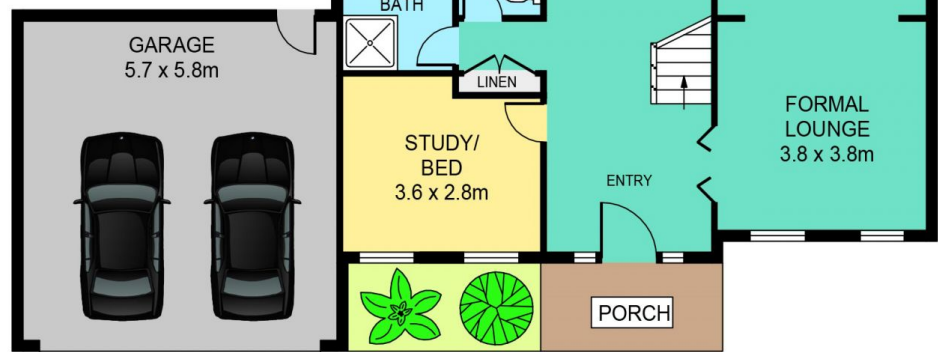 BATH
GARAGE
5.7 x 5.8m
LINEN
STUDY/
BED
3.6 x 2.8m
ENTRY
FORMAL
LOUNGE
3.8 x 3.8m
PORCH